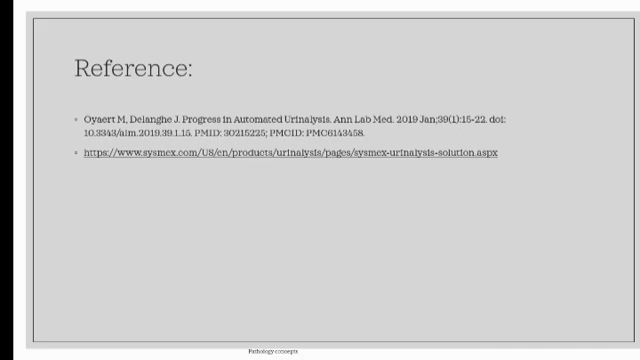 Reference:
Oyaert M, Delanghe J. Progress in Automated Urinalysis. Ann Lab Med. 2019 Jan;39(1):15-22. doi:
10.3343/alm.2019.39.1.15. PMID: 30215225; PMCID: PMC6143458.
https://www.sysmex.com/US/en/products/urinalysis/pages/sysmex-urinalysis-solution.aspx
Pathology concepts